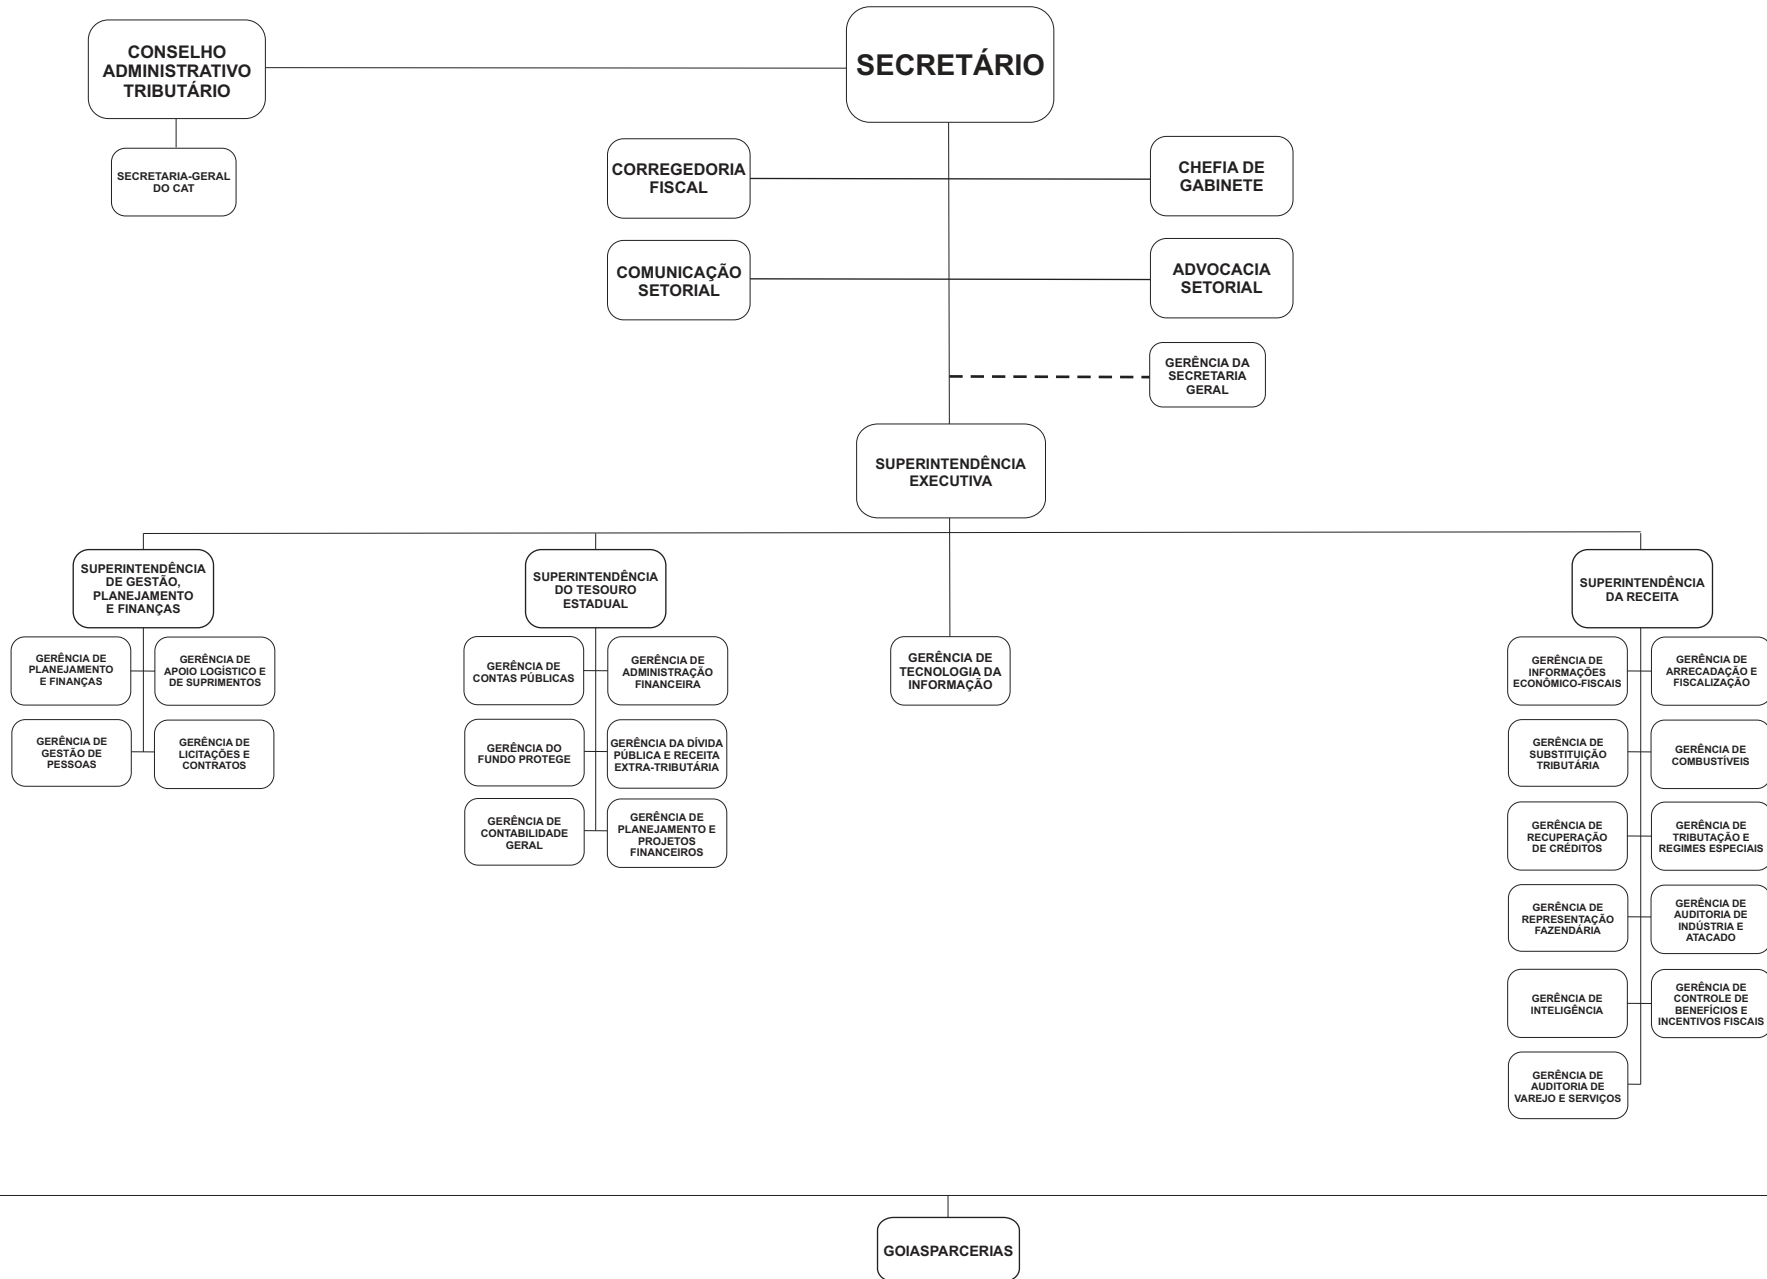 CONSELHO
ADMINISTRATIVO
TRIBUTÁRIO
SECRETÁRIO
SECRETARIA-GERAL
DO CAT
CORREGEDORIA
FISCAL
CHEFIA DE
GABINETE
COMUNICAÇÃO
SETORIAL
ADVOCACIA
SETORIAL
GERÊNCIA DA
SECRETARIA
GERAL
SUPERINTENDÊNCIA
EXECUTIVA
SUPERINTENDÊNCIA
DE GESTÃO,
PLANEJAMENTO
E FINANÇAS
GERÊNCIA DE
PLANEJAMENTO
E FINANÇAS
GERÊNCIA DE
APOIO LOGÍSTICO E
DE SUPRIMENTOS
GERÊNCIA DE
GESTÃO DE
PESSOAS
GERÊNCIA DE
LICITAÇÕES E
CONTRATOS
SUPERINTENDÊNCIA
DO TESOURO
ESTADUAL
GERÊNCIA DE
CONTAS PÚBLICAS
GERÊNCIA DE
ADMINISTRAÇÃO
FINANCEIRA
GERÊNCIA DO
FUNDO PROTEGE
GERÊNCIA DA DÍVIDA
PÚBLICA E RECEITA
EXTRA-TRIBUTÁRIA
GERÊNCIA DE
CONTABILIDADE
GERAL
GERÊNCIA DE
PLANEJAMENTO E
PROJETOS
FINANCEIROS
GERÊNCIA DE
TECNOLOGIA DA
INFORMAÇÃO
SUPERINTENDÊNCIA
DA RECEITA
GERÊNCIA DE
INFORMAÇÕES
ECONÔMICO-FISCAIS
GERÊNCIA DE
ARRECADAÇÃO E
FISCALIZAÇÃO
GERÊNCIA DE
SUBSTITUIÇÃO
TRIBUTÁRIA
GERÊNCIA DE
COMBUSTÍVEIS
GERÊNCIA DE
RECUPERAÇÃO
DE CRÉDITOS
GERÊNCIA DE
TRIBUTAÇÃO E
REGIMES ESPECIAIS
GERÊNCIA DE
REPRESENTAÇÃO
FAZENDÁRIA
GERÊNCIA DE
AUDITORIA DE
INDÚSTRIA E
ATACADO
GERÊNCIA DE
INTELIGÊNCIA
GERÊNCIA DE
CONTROLE DE
BENEFÍCIOS E
INCENTIVOS FISCAIS
GERÊNCIA DE
AUDITORIA DE
VAREJO E SERVIÇOS
GOIASPARCERIAS